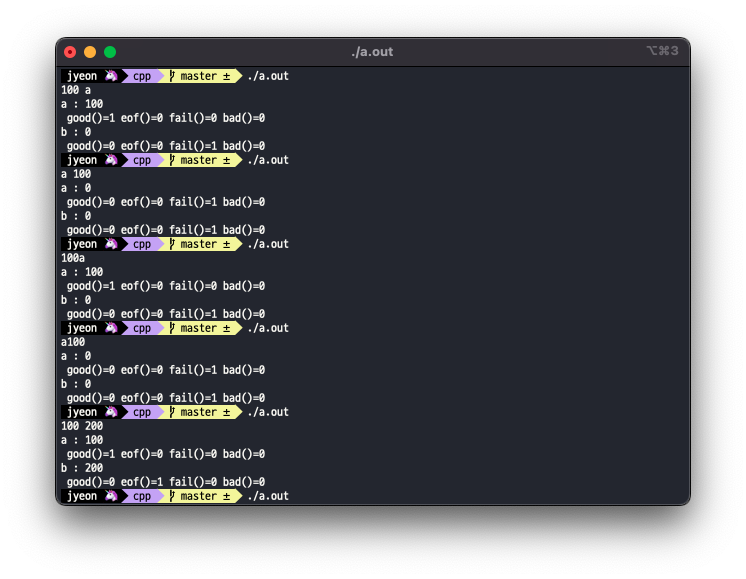 ./a.out ⌥⌘3
jyeon 🦄 cpp master ± ./a.out
100 a
a : 100
good()=1 eof()=0 fail()=0 bad()=0
b : 0
good()=0 eof()=0 fail()=1 bad()=0
jyeon 🦄 cpp master ± ./a.out
a 100
a : 0
good()=0 eof()=0 fail()=1 bad()=0
b : 0
good()=0 eof()=0 fail()=1 bad()=0
jyeon 🦄 cpp master ± ./a.out
100a
a : 100
good()=1 eof()=0 fail()=0 bad()=0
b : 0
good()=0 eof()=0 fail()=1 bad()=0
jyeon 🦄 cpp master ± ./a.out
a100
a : 0
good()=0 eof()=0 fail()=1 bad()=0
b : 0
good()=0 eof()=0 fail()=1 bad()=0
jyeon 🦄 cpp master ± ./a.out
100 200
a : 100
good()=1 eof()=0 fail()=0 bad()=0
b : 200
good()=0 eof()=1 fail()=0 bad()=0
jyeon 🦄 cpp master ± ./a.out